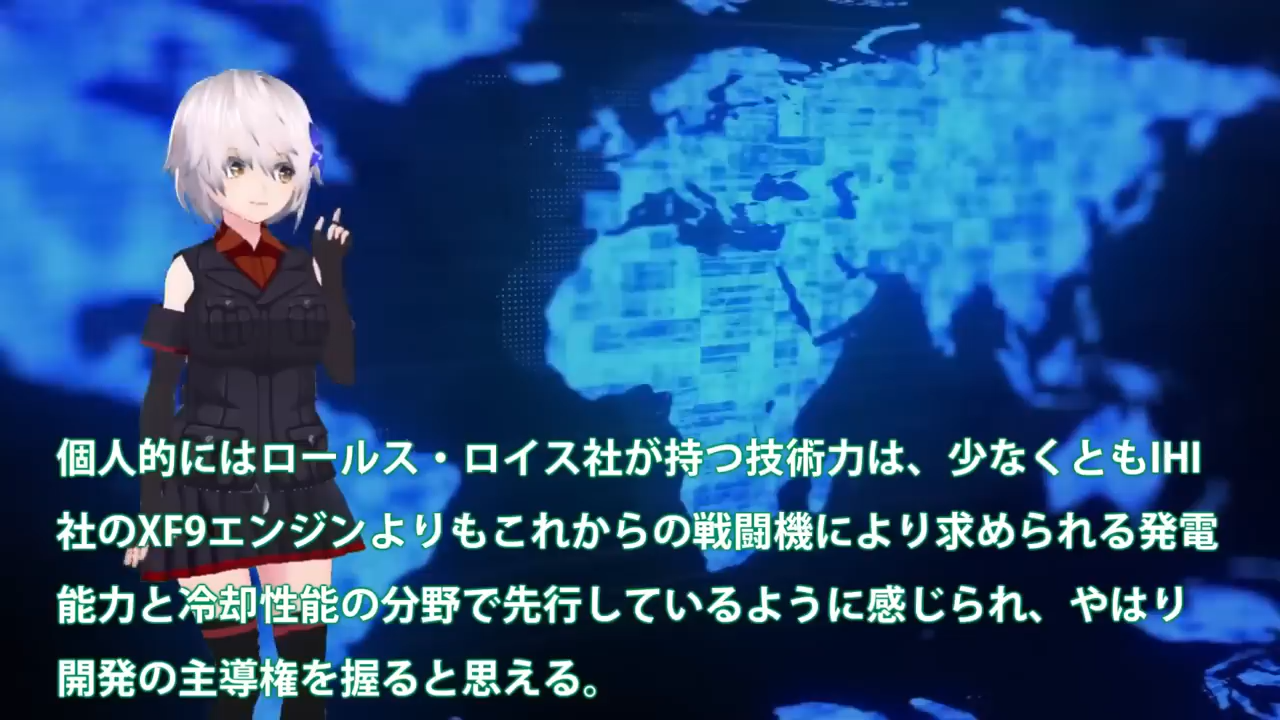 個人的にはロールス・ロイス社が持つ技術力は、少なくともIHI
社のXF9エンジンよりもこれからの戦闘機により求められる発電
能力と冷却性能の分野で先行しているように感じられ、やはり
開発の主導権を握ると思える。